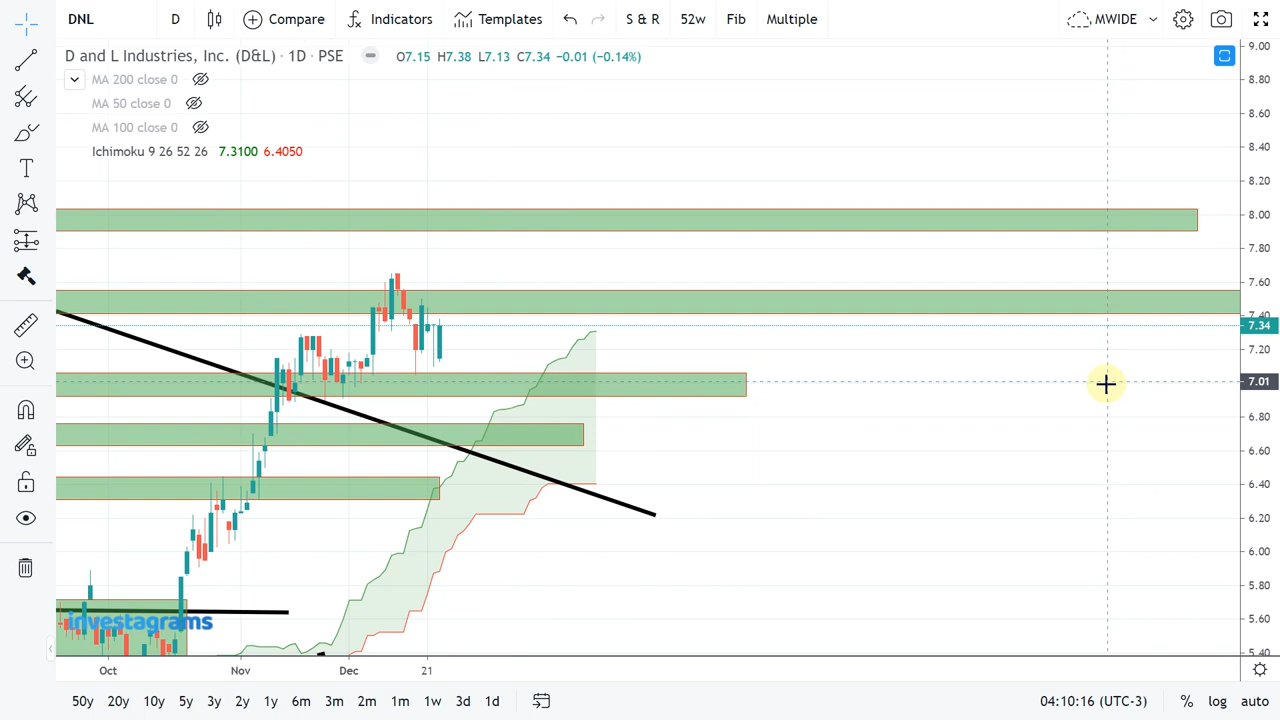 DNL D Compare Indicators Templates S & R 52w Fib Multiple MWIDE
D and L Industries, Inc. (D&L) · 1D · PSE O7.15 H7.38 L7.13 C7.34 −0.01 (−0.14%)
MA 200 close 0
MA 50 close 0
MA 100 close 0
Ichimoku 9 26 52 26 7.3100 6.4050
9.00
8.80
8.60
8.40
8.20
8.00
7.80
7.60
7.40
7.34
7.20
7.01
6.80
6.60
6.40
6.20
6.00
5.80
5.60
5.40
investagrams
Oct Nov Dec 21
50y 20y 10y 5y 3y 2y 1y 6m 3m 2m 1m 1w 3d 1d 04:10:16 (UTC-3) % log auto